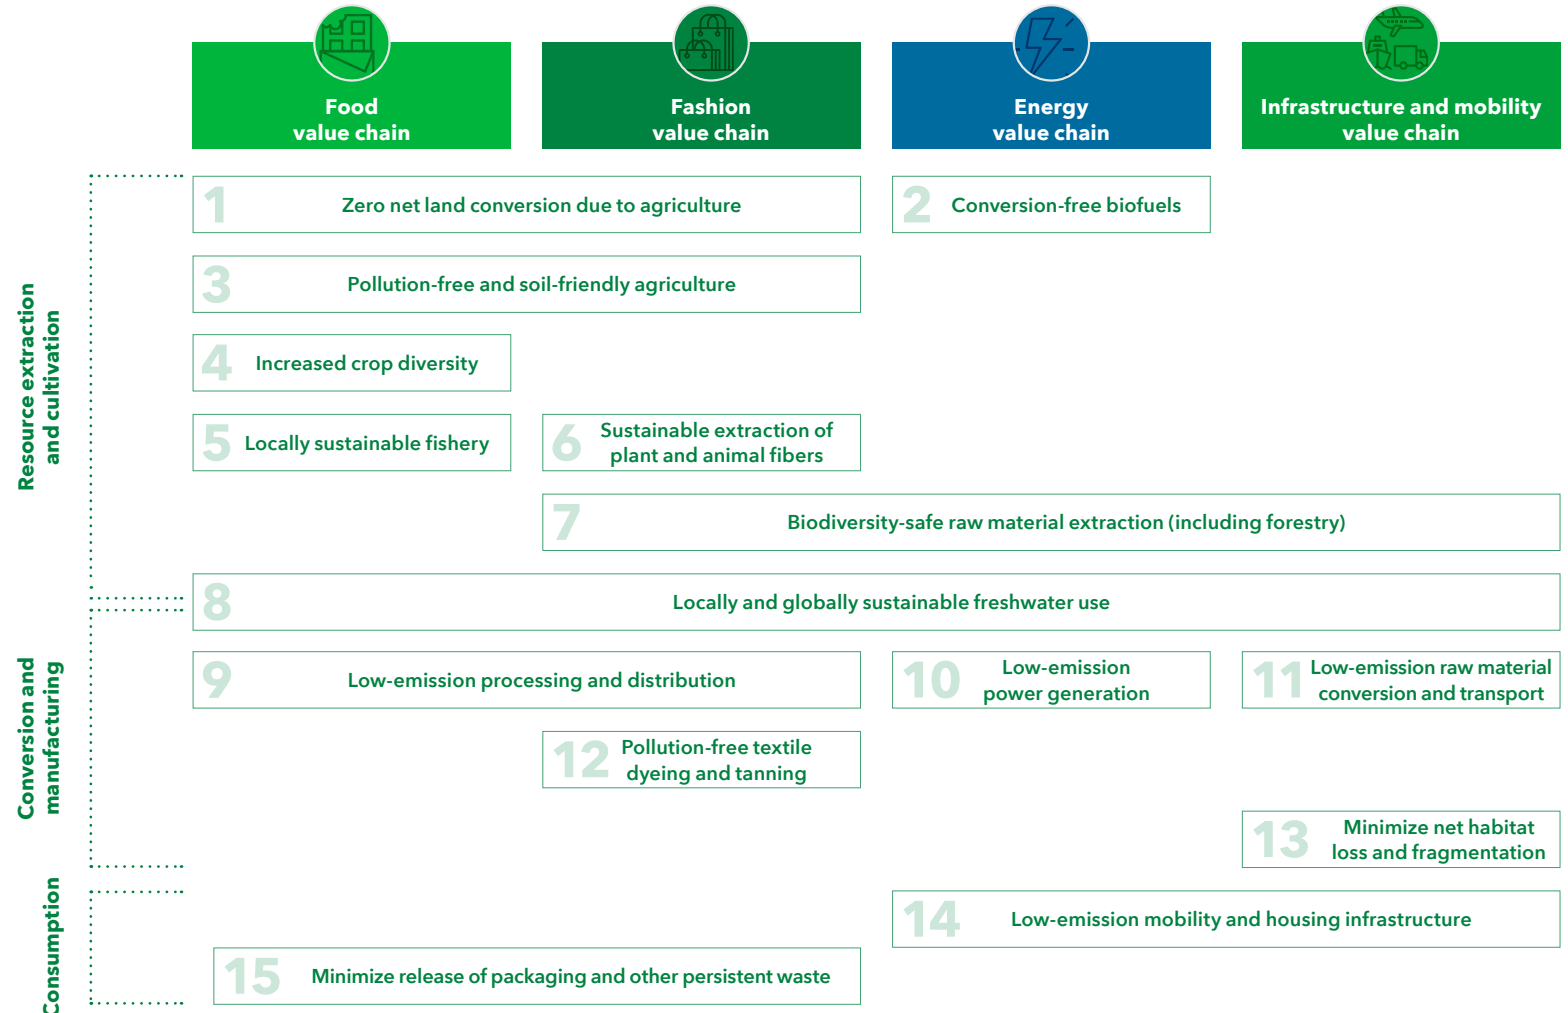 Food
value chain
Fashion
value chain
Energy
value chain
Infrastructure and mobility
value chain
Resource extraction
and cultivation
1 Zero net land conversion due to agriculture
2 Conversion-free biofuels
3 Pollution-free and soil-friendly agriculture
4 Increased crop diversity
5 Locally sustainable fishery
6 Sustainable extraction of
plant and animal fibers
7 Biodiversity-safe raw material extraction (including forestry)
8 Locally and globally sustainable freshwater use
Conversion and
manufacturing
9 Low-emission processing and distribution
10 Low-emission
power generation
11 Low-emission raw material
conversion and transport
12 Pollution-free textile
dyeing and tanning
13 Minimize net habitat
loss and fragmentation
Consumption
14 Low-emission mobility and housing infrastructure
15 Minimize release of packaging and other persistent waste